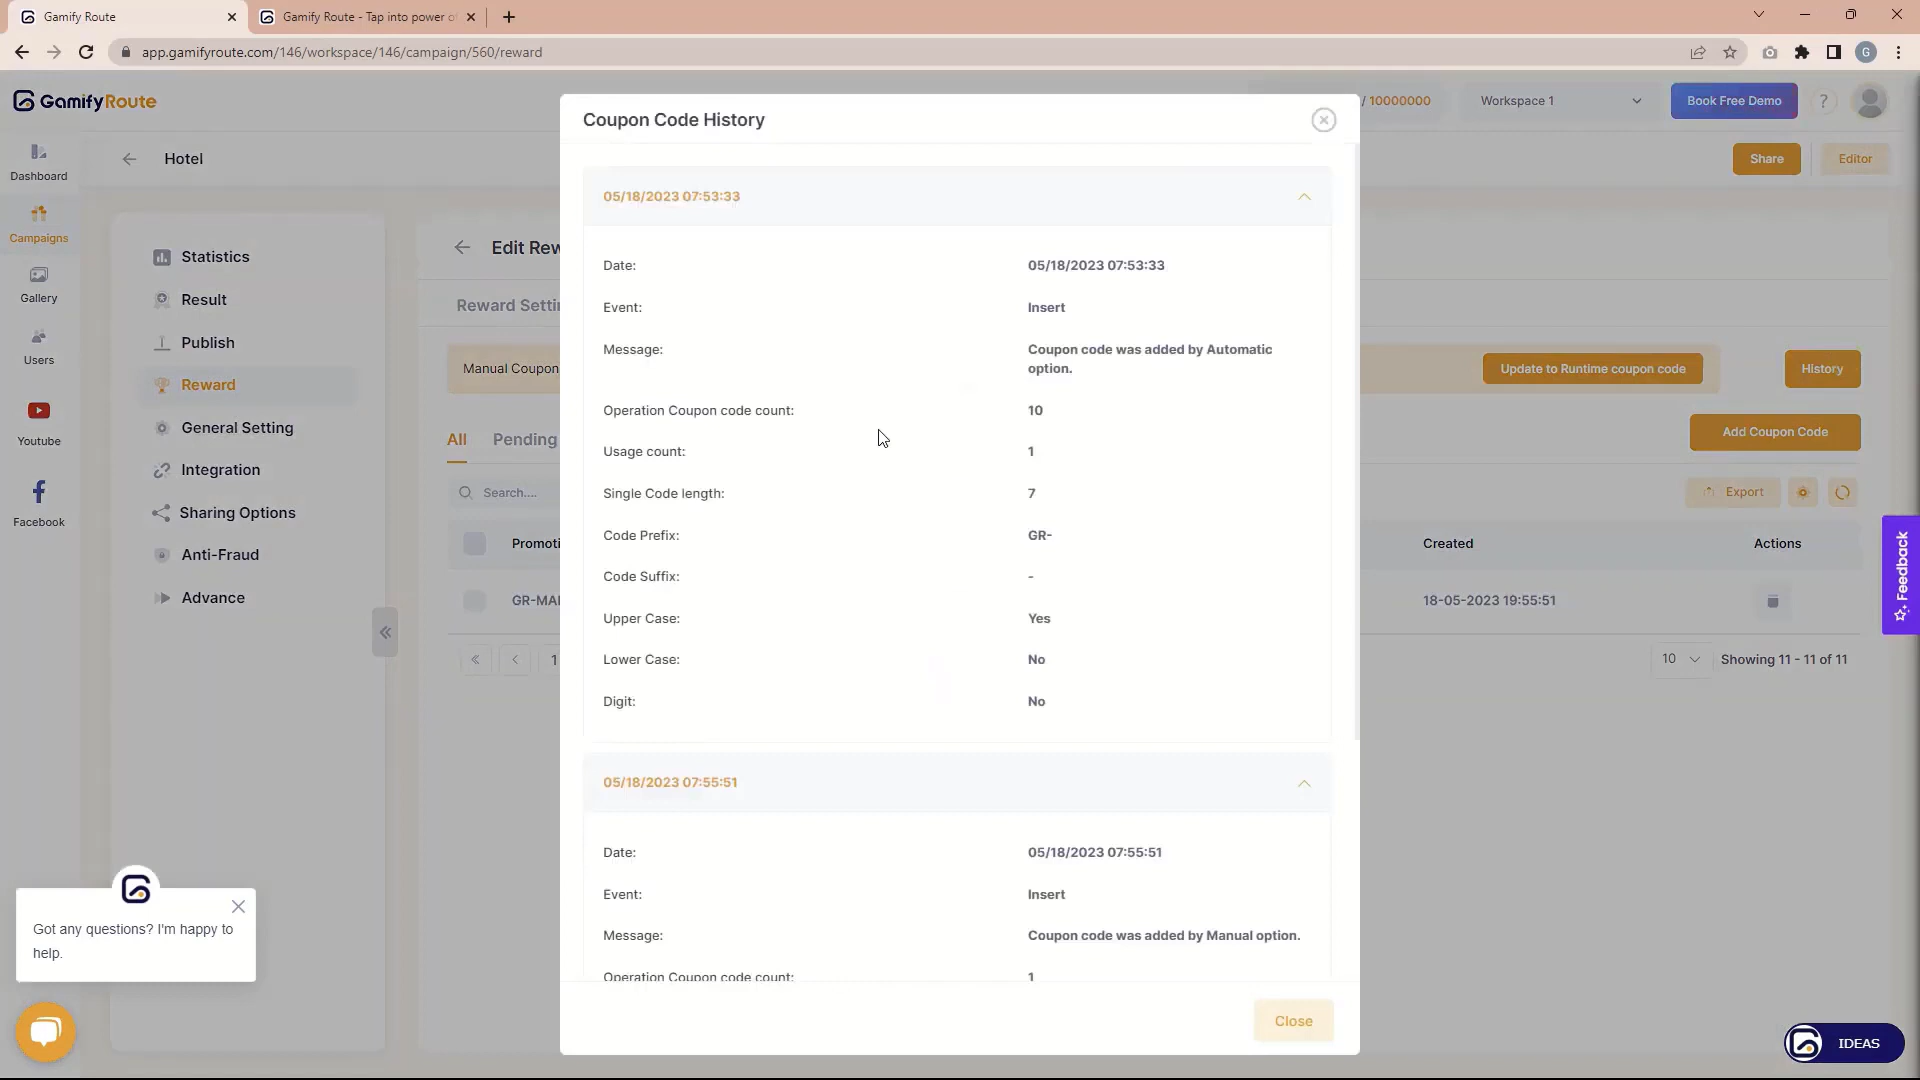 Gamify Route
Gamify Route - Tap into power o
app.gamifyroute.com/146/workspace/146/campaign/560/reward
G
GamifyRoute
/ 10000000
Workspace 1
Book Free Demo
?
Hotel
Share
Editor
Dashboard
Campaigns
Gallery
Users
Youtube
Facebook
Statistics
Result
Publish
Reward
General Setting
Integration
Sharing Options
Anti-Fraud
Advance
Edit Rew
Reward Settin
Manual Coupon
Update to Runtime coupon code
History
All
Pending
Add Coupon Code
Search....
Export
Promoti
Created
Actions
GR-MA
18-05-2023 19:55:51
1
10
Showing 11 - 11 of 11
Coupon Code History
05/18/2023 07:53:33
Date: 05/18/2023 07:53:33
Event: Insert
Message: Coupon code was added by Automatic
option.
Operation Coupon code count: 10
Usage count: 1
Single Code length: 7
Code Prefix: GR-
Code Suffix: -
Upper Case: Yes
Lower Case: No
Digit: No
05/18/2023 07:55:51
Date: 05/18/2023 07:55:51
Event: Insert
Message: Coupon code was added by Manual option.
Operation Coupon code count: 1
Close
Got any questions? I'm happy to
help.
Feedback
IDEAS